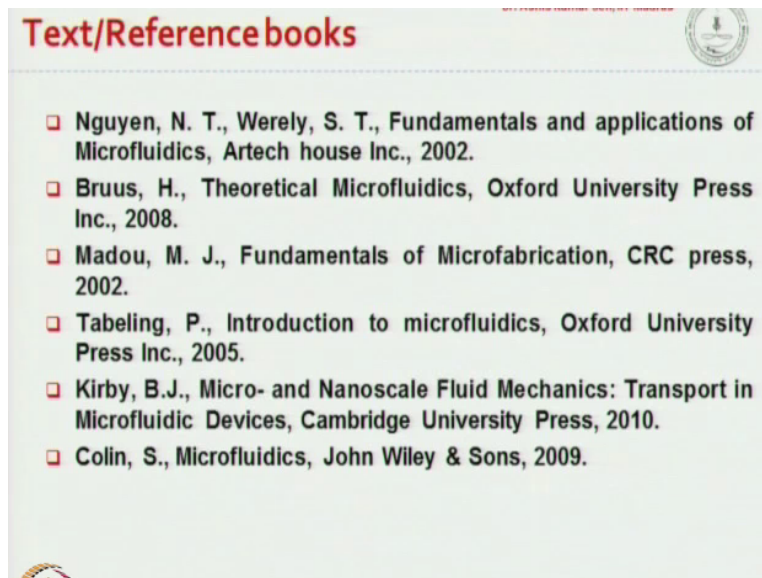 Text/Reference books
❑ Nguyen, N. T., Werely, S. T., Fundamentals and applications of
Microfluidics, Artech house Inc., 2002.
❑ Bruus, H., Theoretical Microfluidics, Oxford University Press
Inc., 2008.
❑ Madou, M. J., Fundamentals of Microfabrication, CRC press,
2002.
❑ Tabeling, P., Introduction to microfluidics, Oxford University
Press Inc., 2005.
❑ Kirby, B.J., Micro- and Nanoscale Fluid Mechanics: Transport in
Microfluidic Devices, Cambridge University Press, 2010.
❑ Colin, S., Microfluidics, John Wiley & Sons, 2009.